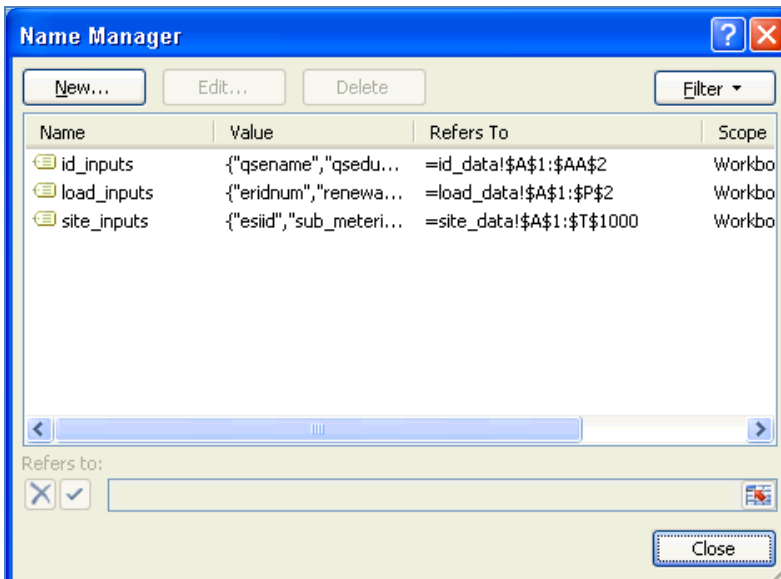 Name Manager
New... Edit... Delete Filter
Name Value Refers To Scope
id_inputs {"qsename","qsedu... =id_data!$A$1:$AA$2 Workbo
load_inputs {"eridnum","renewa... =load_data!$A$1:$P$2 Workbo
site_inputs {"esiid","sub_meteri... =site_data!$A$1:$T$1000 Workbo
Refers to:
Close